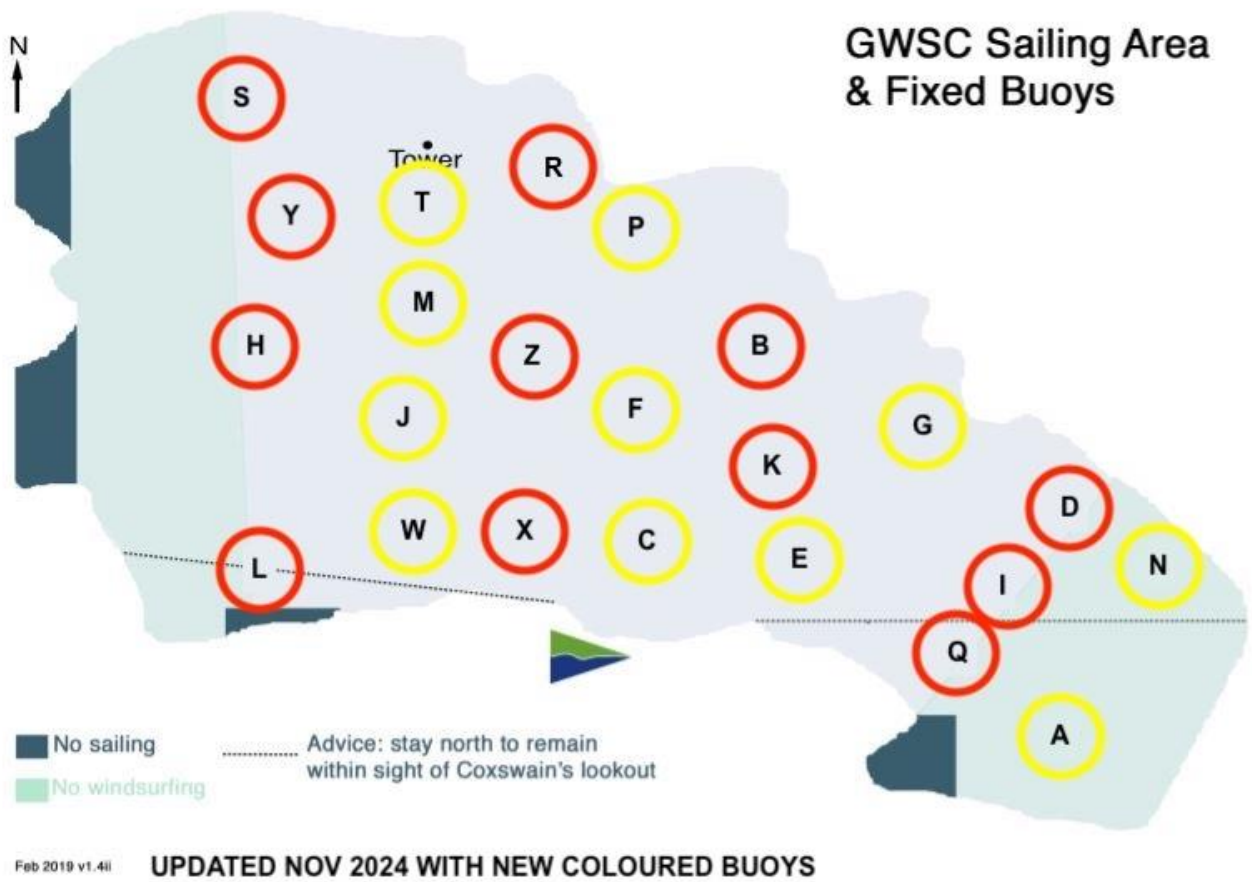 GWSC Sailing Area
& Fixed Buoys
N
S
Tower
R
Y
T
P
M
H
Z
B
J
F
G
K
D
W
X
C
E
L
I
N
Q
A
No sailing
No windsurfing
Advice: stay north to remain
within sight of Coxswain's lookout
Feb 2019 v1.4ii
UPDATED NOV 2024 WITH NEW COLOURED BUOYS